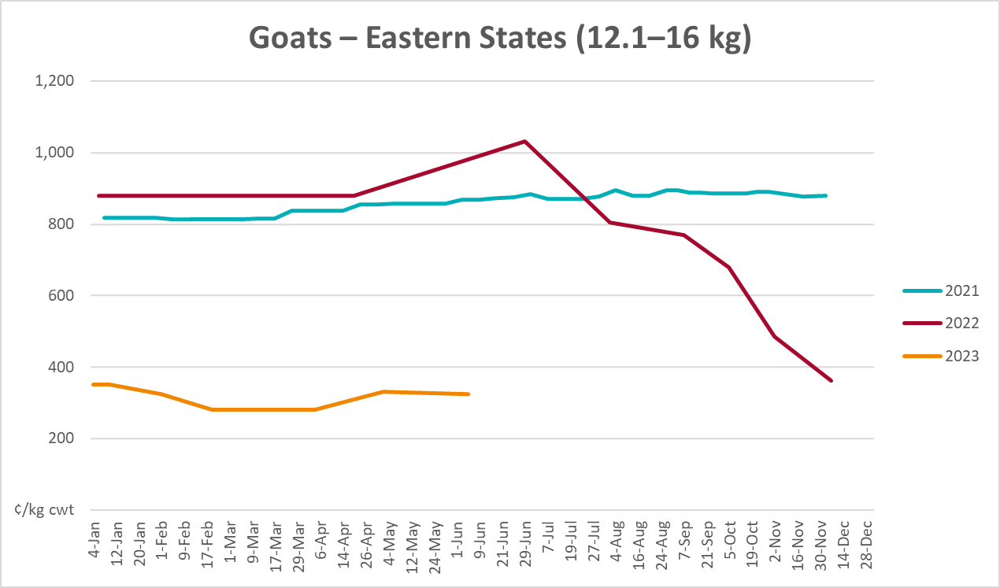 Goats – Eastern States (12.1–16 kg)
1,200
1,000
800
600
400
200
¢/kg cwt
4-Jan
12-Jan
20-Jan
1-Feb
9-Feb
17-Feb
1-Mar
9-Mar
17-Mar
29-Mar
6-Apr
14-Apr
26-Apr
4-May
12-May
24-May
1-Jun
9-Jun
21-Jun
29-Jun
7-Jul
19-Jul
27-Jul
4-Aug
16-Aug
24-Aug
7-Sep
21-Sep
5-Oct
19-Oct
2-Nov
16-Nov
30-Nov
14-Dec
28-Dec
2021
2022
2023